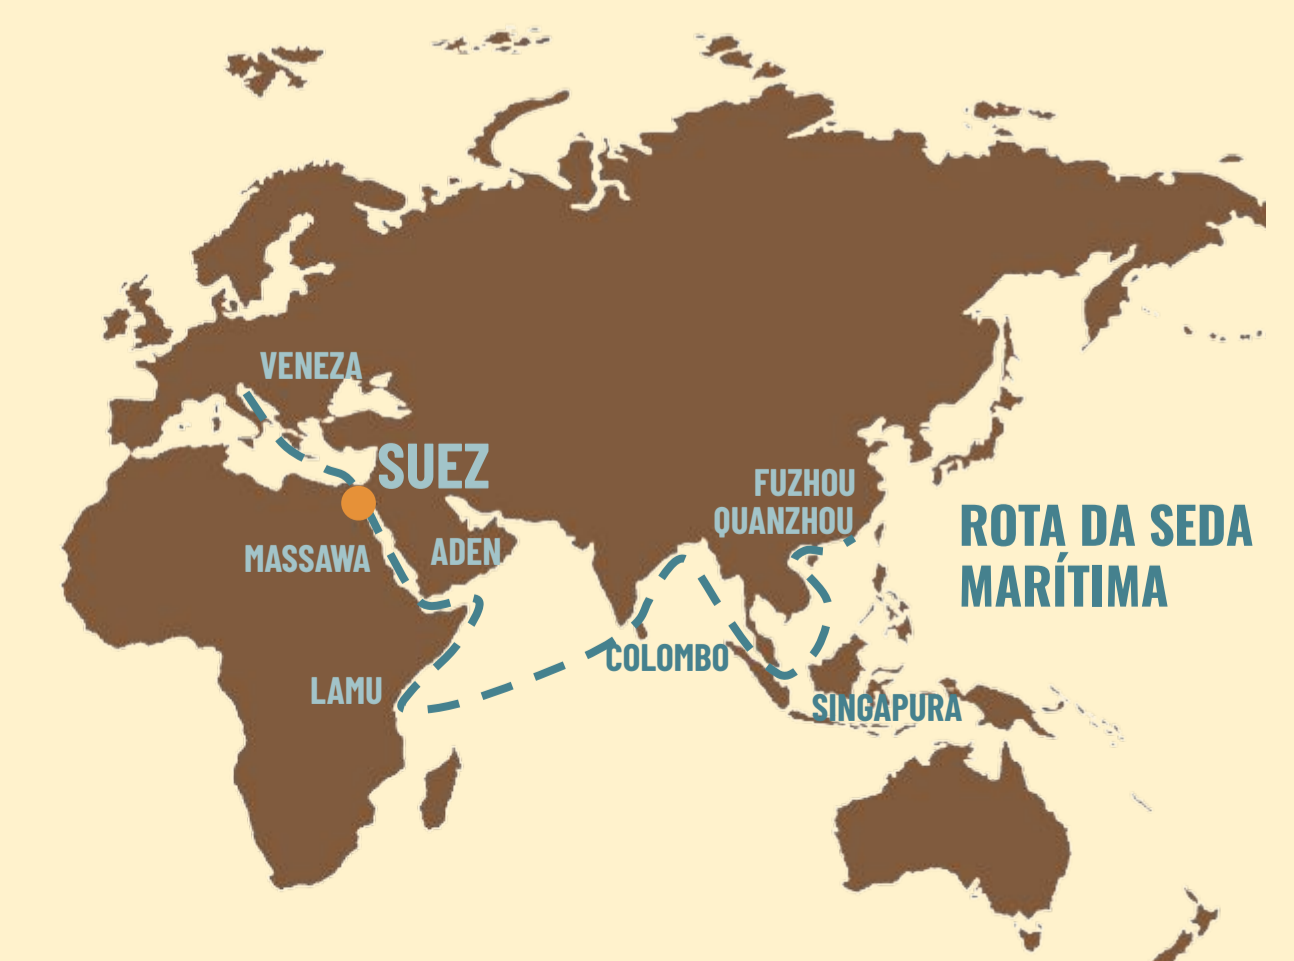 VENEZA
SUEZ
FUZHOU
QUANZHOU
ROTA DA SEDA
MARÍTIMA
MASSAWA
ADEN
COLOMBO
LAMU
SINGAPURA